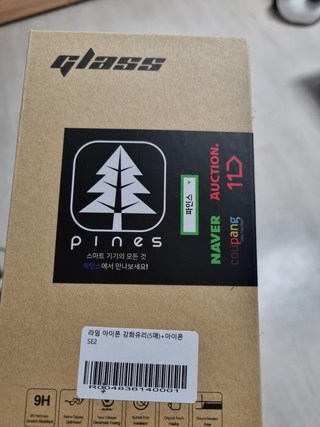 glass
pines
스마트 기기의 모든 것
파인스에서 만나보세요!
파인스
NAVER
AUCTION.
coupang
11
라임 아이폰 강화유리(5매)+아이폰
SE2
R004836140001
9H